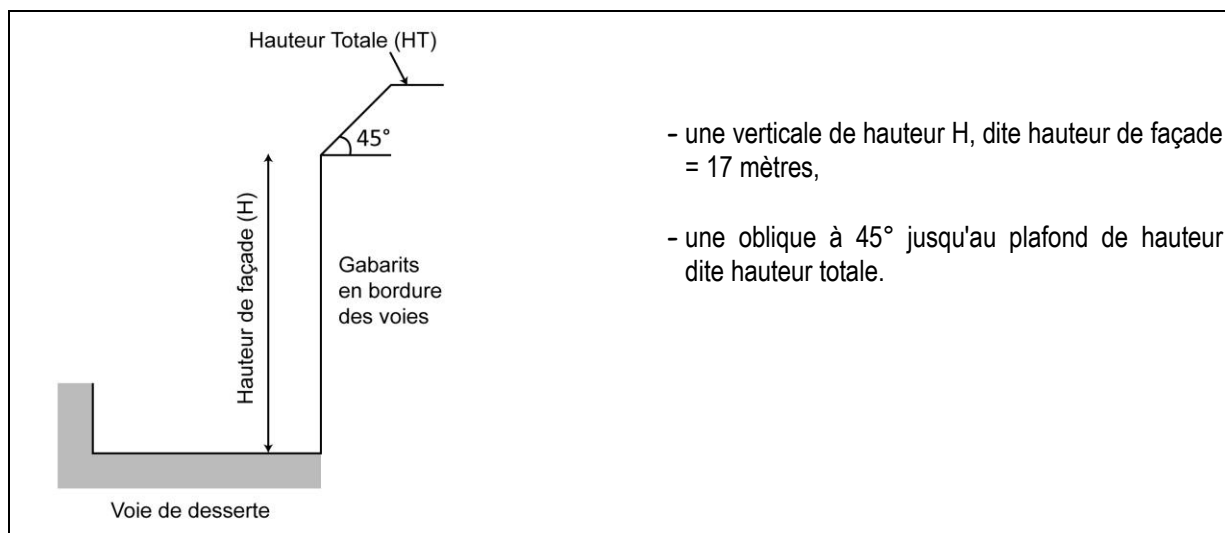 Hauteur Totale (HT)
45°
Hauteur de façade (H)
Gabarits
en bordure
des voies
Voie de desserte
- une verticale de hauteur H, dite hauteur de façade
= 17 mètres,
- une oblique à 45° jusqu'au plafond de hauteur
dite hauteur totale.